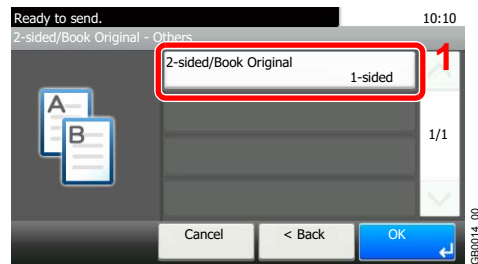 Ready to send.
10:10
2-sided/Book Original - Others
2-sided/Book Original
1-sided
1
A
B
1/1
Cancel
< Back
OK
GB0014_00